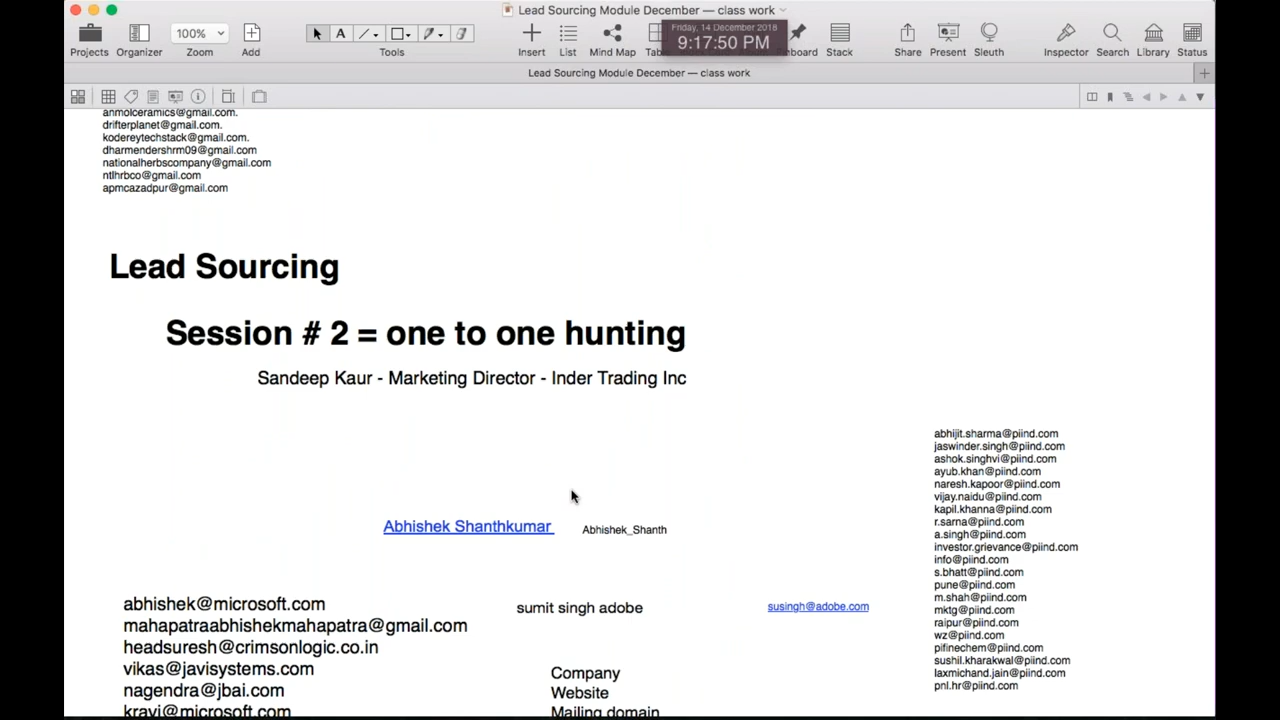 Lead Sourcing Module December — class work
Friday, 14 December 2018
9:17:50 PM
100%
Projects
Organizer
Zoom
Add
Tools
Insert
List
Mind Map
Stack
Share
Present
Sleuth
Inspector
Search
Library
Status
Lead Sourcing Module December — class work
anmolceramics@gmail.com.
drifterplanet@gmail.com.
kodereytechstack@gmail.com.
dharmendershrm09@gmail.com
nationalherbscompany@gmail.com
ntlhrbco@gmail.com
apmcazadpur@gmail.com
Lead Sourcing
Session # 2 = one to one hunting
Sandeep Kaur - Marketing Director - Inder Trading Inc
Abhishek Shanthkumar
Abhishek_Shanth
abhishek@microsoft.com
mahapatraabhishekmahapatra@gmail.com
headsuresh@crimsonlogic.co.in
vikas@javisystems.com
nagendra@jbai.com
kravi@microsoft.com
sumit singh adobe
susingh@adobe.com
Company
Website
Mailing domain
abhijit.sharma@piind.com
jaswinder.singh@piind.com
ashok.singhvi@piind.com
ayub.khan@piind.com
naresh.kapoor@piind.com
vijay.naidu@piind.com
kapil.khanna@piind.com
r.sarna@piind.com
a.singh@piind.com
investor.grievance@piind.com
info@piind.com
s.bhatt@piind.com
pune@piind.com
m.shah@piind.com
mktg@piind.com
raipur@piind.com
wz@piind.com
pifinechem@piind.com
sushil.kharakwal@piind.com
laxmichand.jain@piind.com
pnl.hr@piind.com